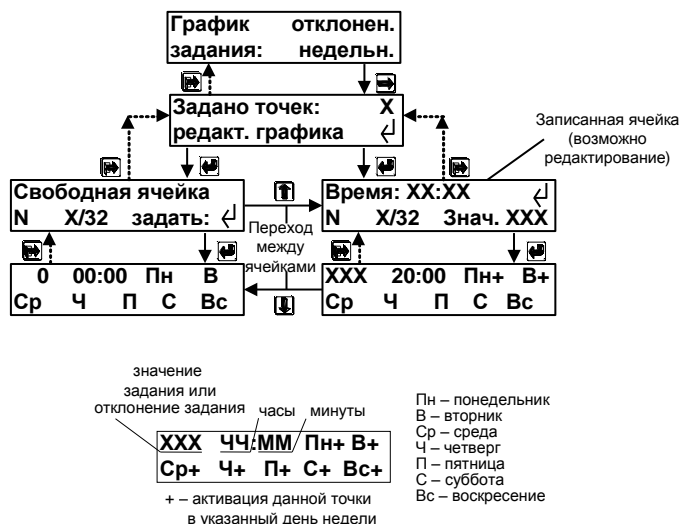 График отклонен.
задания: недельн.
Задано точек: X
редакт. графика
Записанная ячейка
(возможно
редактирование)
Свободная ячейка
N X/32 задать:
Время: XX:XX
N X/32 Знач. XXX
Переход
между
ячейками
0 00:00 Пн В
Ср Ч П С Вс
XXX 20:00 Пн+ В+
Ср Ч П С Вс
значение
задания или
отклонение задания
часы
минуты
XXX ЧЧ:ММ Пн+ В+
Ср+ Ч+ П+ С+ Вс+
+ – активация данной точки
в указанный день недели
Пн – понедельник
В – вторник
Ср – среда
Ч – четверг
П – пятница
С – суббота
Вс – воскресение